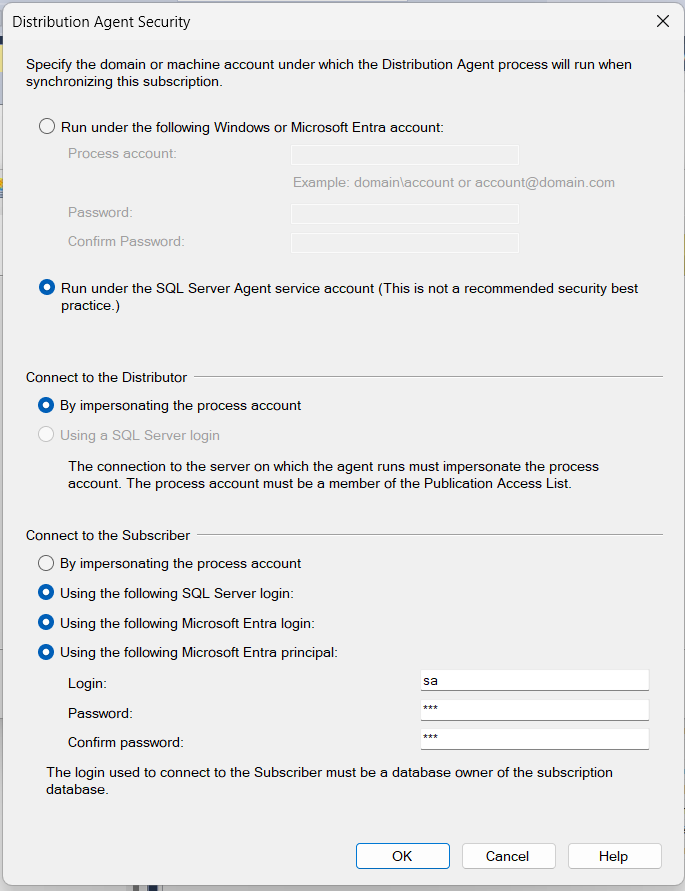 Distribution Agent Security
Specify the domain or machine account under which the Distribution Agent process will run when
synchronizing this subscription.
Run under the following Windows or Microsoft Entra account:
Process account:
Example: domain\account or account@domain.com
Password:
Confirm Password:
Run under the SQL Server Agent service account (This is not a recommended security best
practice.)
Connect to the Distributor
By impersonating the process account
Using a SQL Server login
The connection to the server on which the agent runs must impersonate the process
account. The process account must be a member of the Publication Access List.
Connect to the Subscriber
By impersonating the process account
Using the following SQL Server login:
Using the following Microsoft Entra login:
Using the following Microsoft Entra principal:
Login: sa
Password: ***
Confirm password: ***
The login used to connect to the Subscriber must be a database owner of the subscription
database.
OK Cancel Help